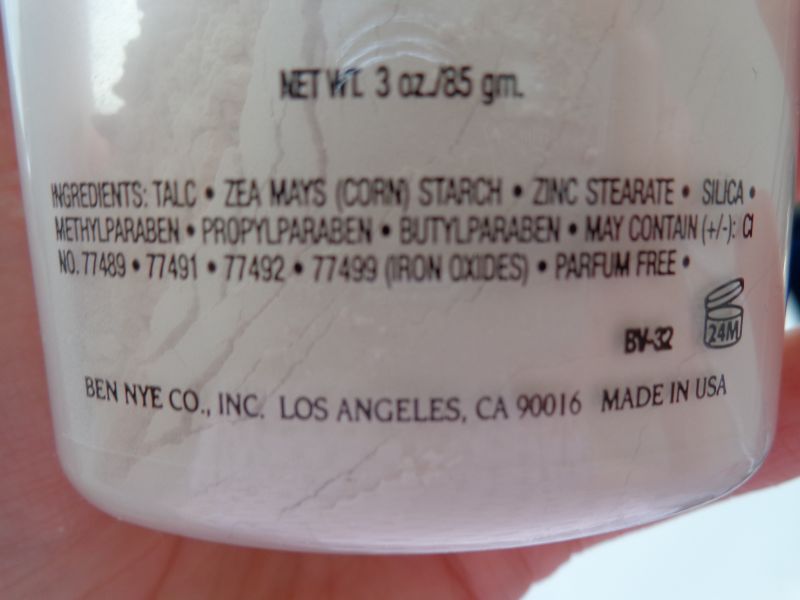 NET WT. 3 oz./85 gm.
INGREDIENTS: TALC • ZEA MAYS (CORN) STARCH • ZINC STEARATE • SILICA •
METHYLPARABEN • PROPYLPARABEN • BUTYLPARABEN • MAY CONTAIN (+/-): CI
NO. 77489 • 77491 • 77492 • 77499 (IRON OXIDES) • PARFUM FREE •
24M
BV-32
BEN NYE CO., INC. LOS ANGELES, CA 90016 MADE IN USA